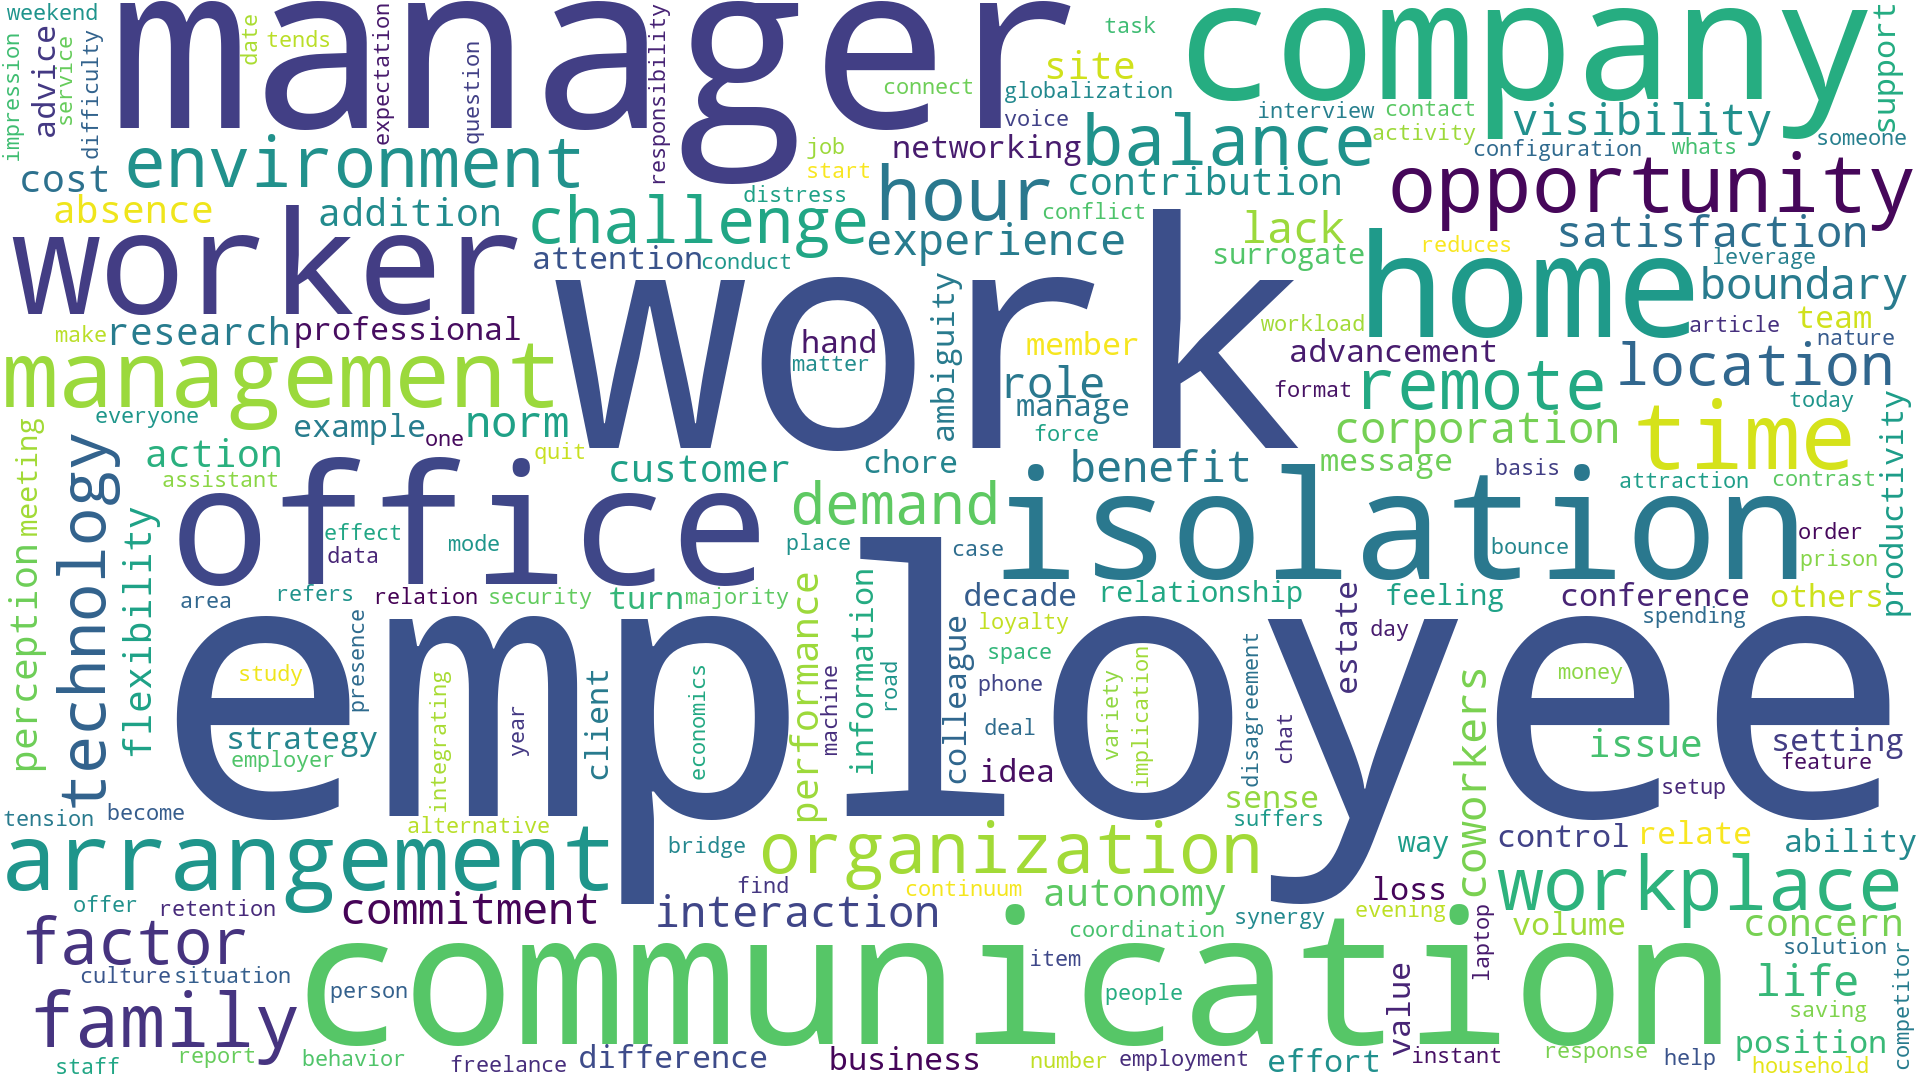 weekend
manager
company
impression
advice
service
difficulty
date
tends
expectation
question
responsibility
connect
site
task
globalization
voice
interview
contact
activity
visibility
support
someone
cost
environment
job
start
networking
balance
configuration
whats
absence
addition
distress
hour
contribution
conflict
opportunity
worker
challenge
experience
lack
reduces
satisfaction
attention
conduct
surrogate
leverage
home
boundary
make
research
professional
work
hand
matter
ambiguity
member
workload
article
team
nature
management
role
manage
advancement
format
remote
location
everyone
example
one
norm
quit
force
corporation
today
time
meeting
technology
action
assistant
customer
chore
benefit
message
basis
attraction
contrast
productivity
perception
flexibility
office
effect
data
mode
demand
place
case
isolation
bounce
order
prison
area
refers
relation
security
turn
majority
performance
information
decade
relationship
estate
feeling
conference
others
spending
employee
study
presence
colleague
loyalty
space
day
disagreement
phone
road
machine
variety
implication
coworkers
money
strategy
employer
integrating
year
client
economics
deal
idea
chat
issue
setting
feature
setup
tension
become
alternative
sense
suffers
arrangement
bridge
organization
way
control
relate
ability
offer
retention
commitment
find
interaction
continuum
autonomy
synergy
loss
evening
workplace
factor
coordination
laptop
volume
concern
culture
situation
communication
item
solution
competitor
family
person
people
value
life
saving
position
staff
report
behavior
freelance
difference
business
number
employment
effort
instant
response
help
household